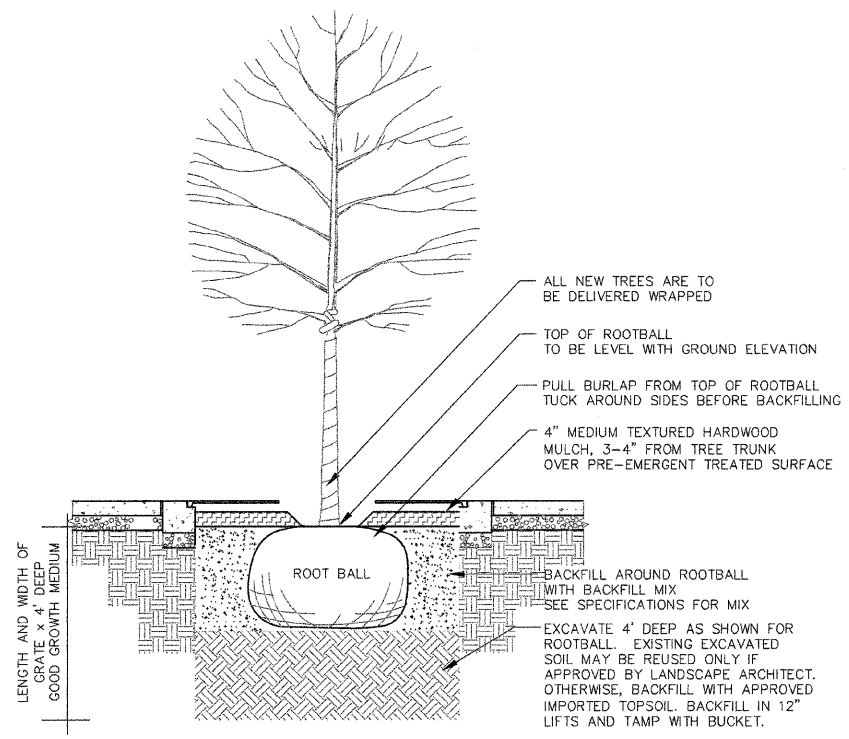 ALL NEW TREES ARE TO
BE DELIVERED WRAPPED
TOP OF ROOTBALL
TO BE LEVEL WITH GROUND ELEVATION
PULL BURLAP FROM TOP OF ROOTBALL
TUCK AROUND SIDES BEFORE BACKFILLING
4" MEDIUM TEXTURED HARDWOOD
MULCH, 3-4" FROM TREE TRUNK
OVER PRE-EMERGENT TREATED SURFACE
ROOT BALL
BACKFILL AROUND ROOTBALL
WITH BACKFILL MIX
SEE SPECIFICATIONS FOR MIX
EXCAVATE 4' DEEP AS SHOWN FOR
ROOTBALL. EXISTING EXCAVATED
SOIL MAY BE REUSED ONLY IF
APPROVED BY LANDSCAPE ARCHITECT.
OTHERWISE, BACKFILL WITH APPROVED
IMPORTED TOPSOIL. BACKFILL IN 12"
LIFTS AND TAMP WITH BUCKET.
LENGTH AND WIDTH OF
GRATE x 4' DEEP
GOOD GROWTH MEDIUM